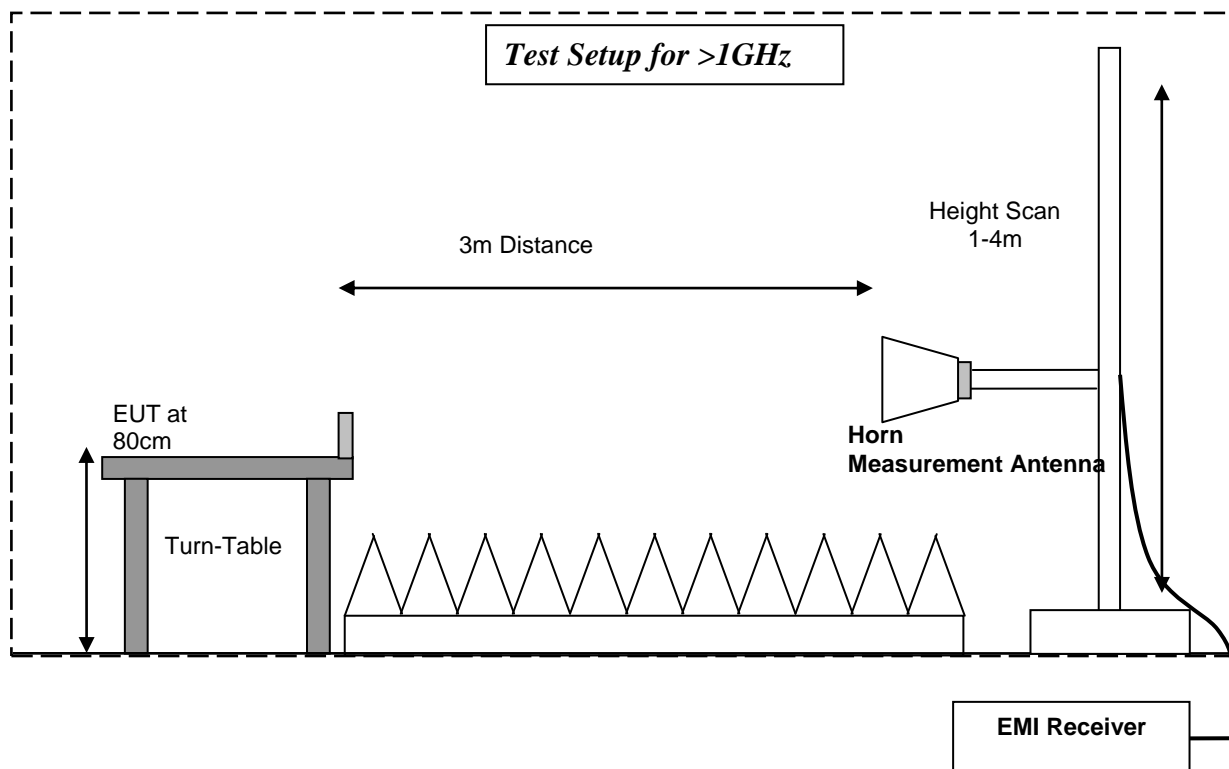 Test Setup for >1GHz
Height Scan
1-4m
3m Distance
EUT at
80cm
Horn
Measurement Antenna
Turn-Table
EMI Receiver